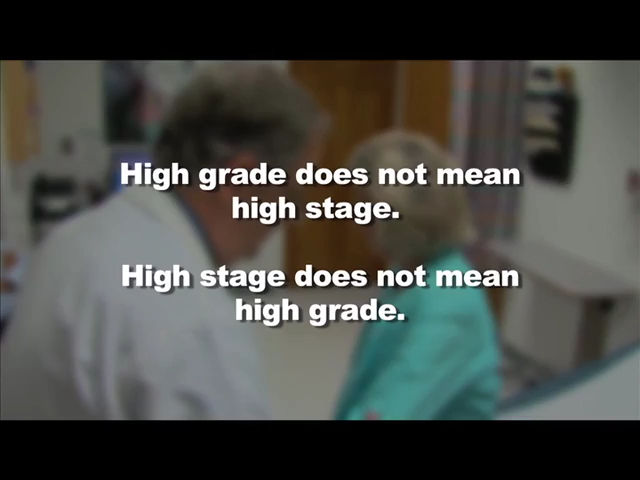 High grade does not mean
high stage.
High stage does not mean
high grade.